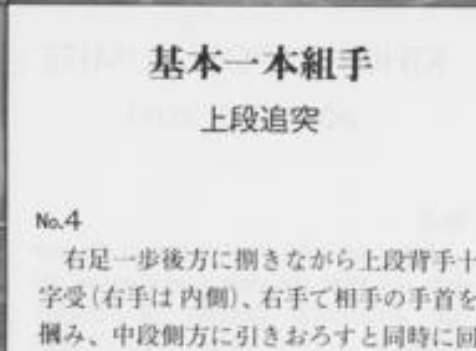 基本一本組手
上段追突
No.4
右足一歩後方に捌きながら上段背手十
字受(右手は内側)、右手で相手の手首を
摑み、中段側方に引きおろすと同時に回